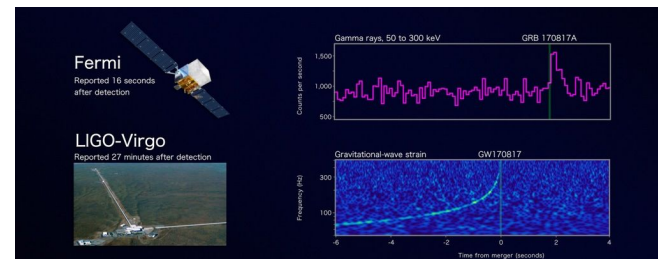 Fermi
Reported 16 seconds
after detection
LIGO-Virgo
Reported 27 minutes after detection
Gamma rays, 50 to 300 keV
GRB 170817A
Counts per second
1,500
1,000
500
Gravitational-wave strain
GW170817
Frequency (Hz)
300
100
-6
-4
-2
0
2
4
Time from merger (seconds)